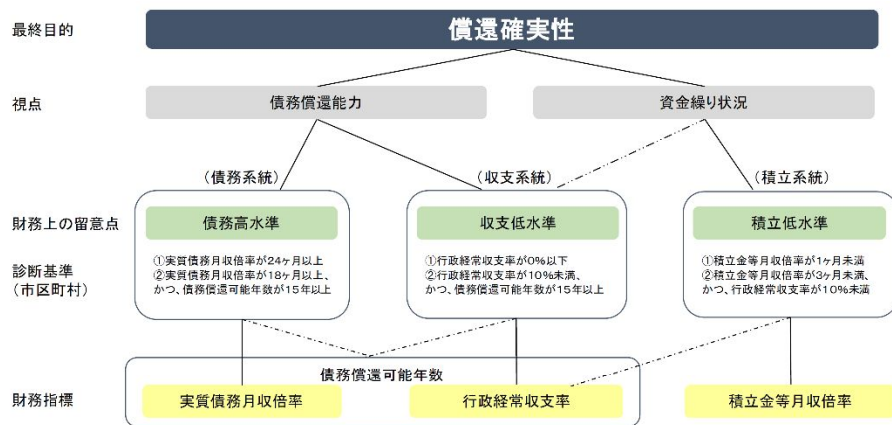 最終目的
償還確実性
視点
債務償還能力
資金繰り状況
（債務系統）
（収支系統）
（積立系統）
財務上の留意点
債務高水準
収支低水準
積立低水準
診断基準
（市区町村）
①実質債務月収倍率が24ヶ月以上
②実質債務月収倍率が18ヶ月以上、
かつ、債務償還可能年数が15年以上
①行政経常収支率が0%以下
②行政経常収支率が10%未満、
かつ、債務償還可能年数が15年以上
①積立金等月収倍率が1ヶ月未満
②積立金等月収倍率が3ヶ月未満、
かつ、行政経常収支率が10%未満
債務償還可能年数
財務指標
実質債務月収倍率
行政経常収支率
積立金等月収倍率